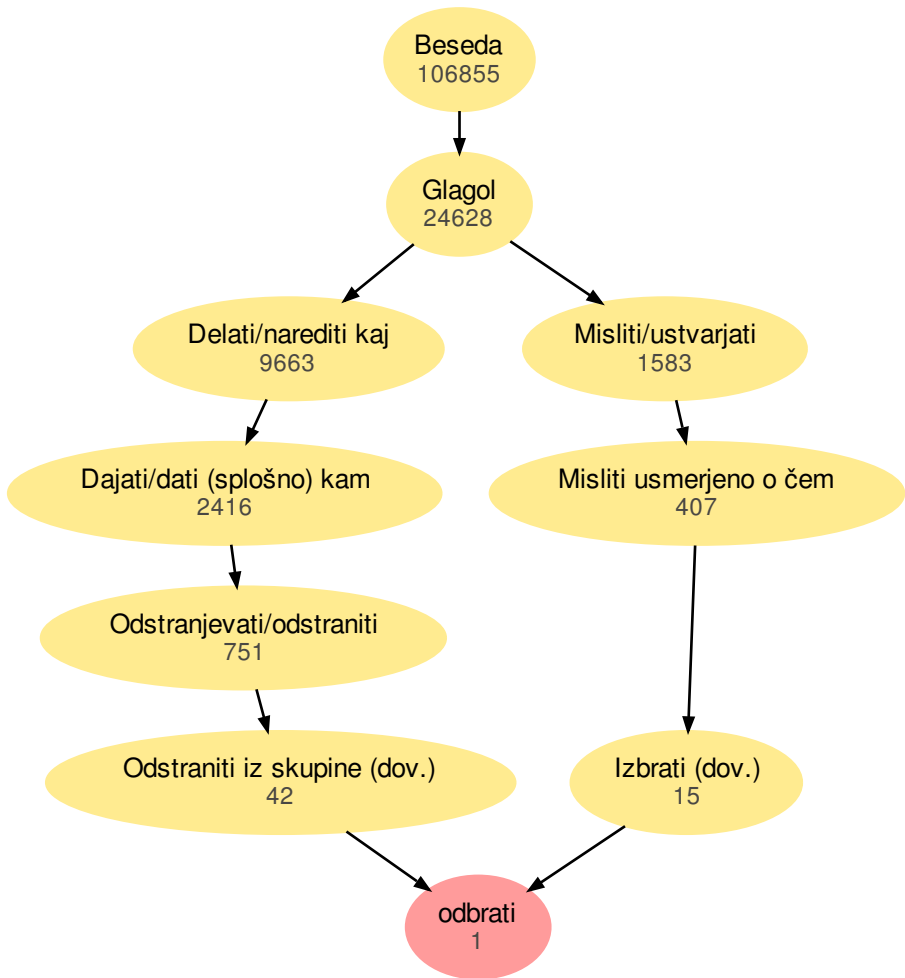 Beseda
106855
Glagol
24628
Delati/narediti kaj
9663
Misliti/ustvarjati
1583
Dajati/dati (splošno) kam
2416
Misliti usmerjeno o čem
407
Odstranjevati/odstraniti
751
Odstraniti iz skupine (dov.)
42
Izbrati (dov.)
15
odbrati
1